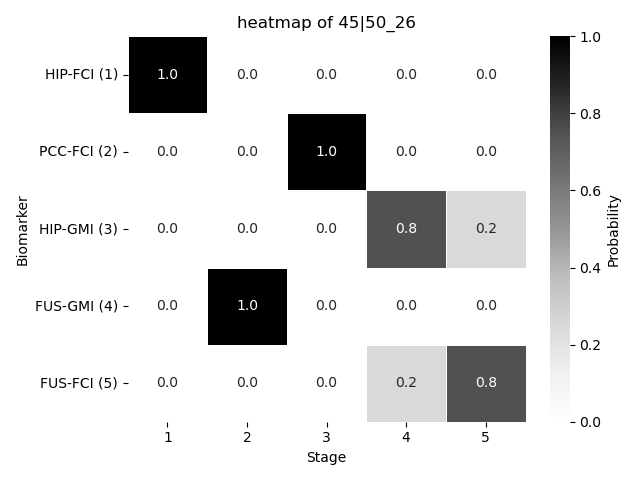 heatmap of 45|50_26
Biomarker
HIP-FCI (1)
1.0 0.0 0.0 0.0 0.0
PCC-FCI (2)
0.0 0.0 1.0 0.0 0.0
HIP-GMI (3)
0.0 0.0 0.0 0.8 0.2
FUS-GMI (4)
0.0 1.0 0.0 0.0 0.0
FUS-FCI (5)
0.0 0.0 0.0 0.2 0.8
1 2 3 4 5
Stage
1.0
0.8
0.6
0.4
0.2
0.0
Probability